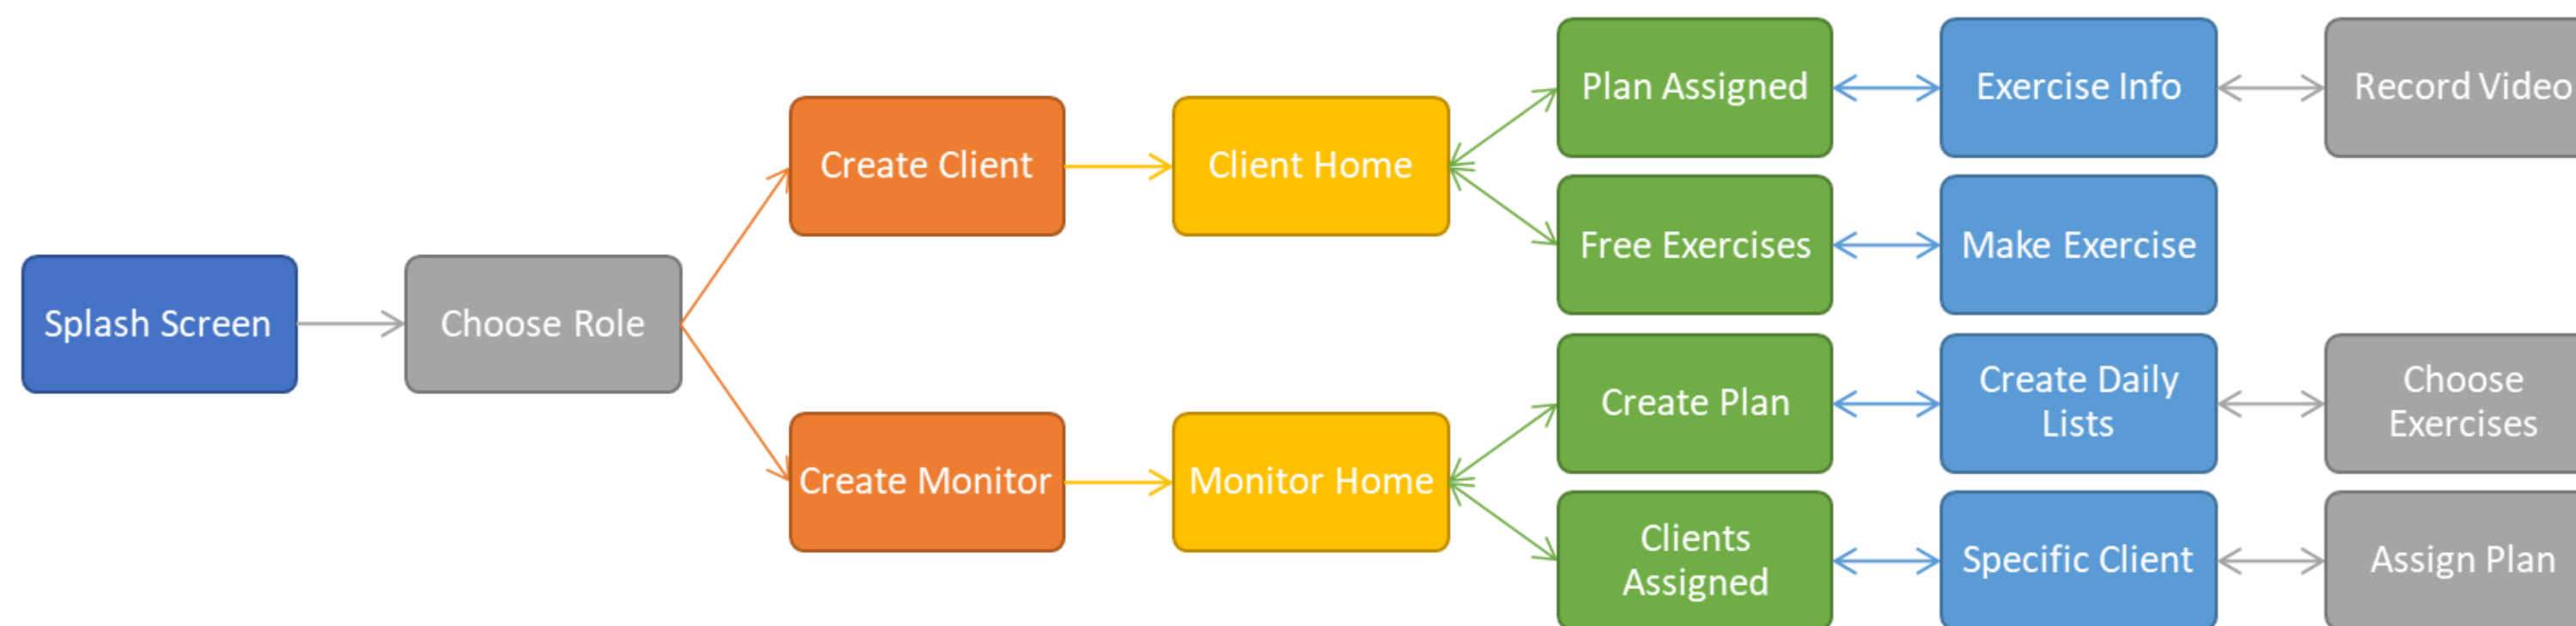 Splash Screen
Choose Role
Create Client
Client Home
Plan Assigned
Exercise Info
Record Video
Free Exercises
Make Exercise
Create Monitor
Monitor Home
Create Plan
Create Daily
Lists
Choose
Exercises
Clients
Assigned
Specific Client
Assign Plan